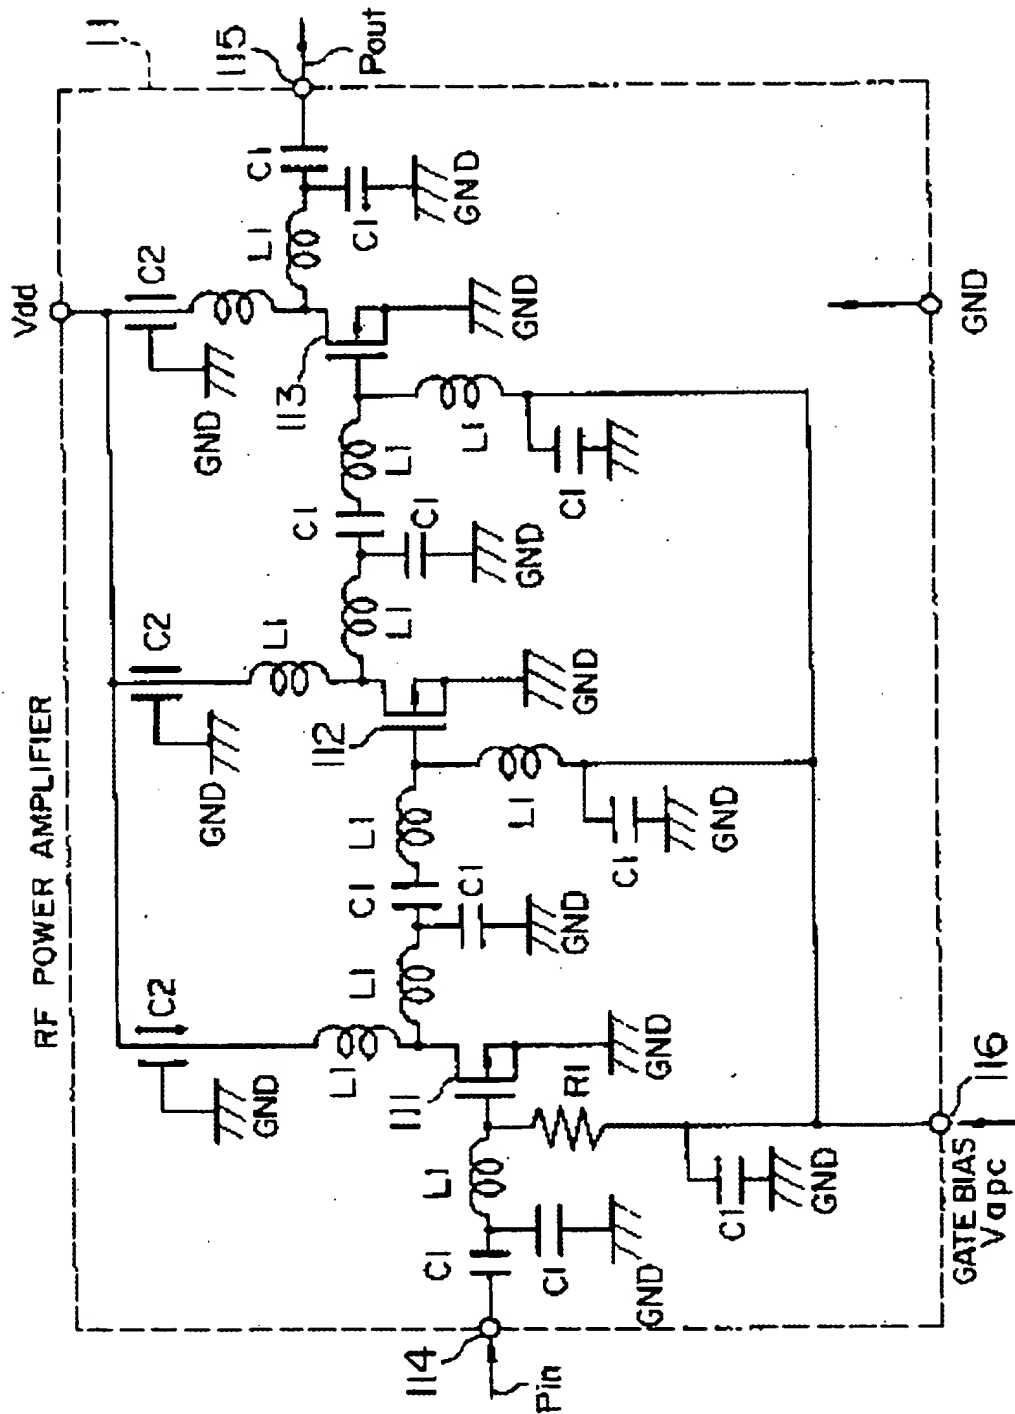 RF POWER AMPLIFIER
11
Vdd
C2
C2
C2
GND
GND
GND
L1
L1
L1
115
Pout
C1
C1
GND
113
GND
L1
C1
L1
C1
GND
L1
L1
C1
112
GND
L1
C1
L1
C1
GND
L1
C1
GND
111
GND
R1
L1
C1
C1
GND
C1
GND
114
Pin
GATE BIAS
Vapc
116
GND